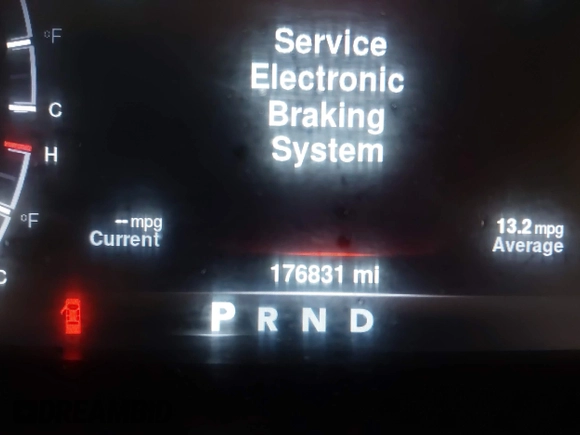 °F
C
H
°F
C
Service
Electronic
Braking
System
-- mpg
Current
13.2 mpg
Average
176831 mi
P R N D